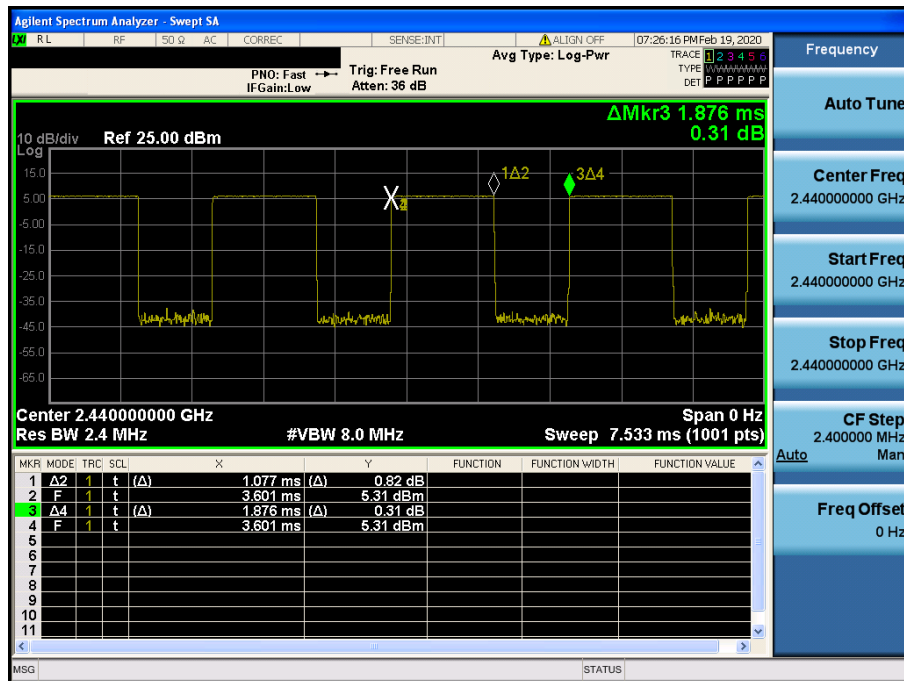 Agilent Spectrum Analyzer - Swept SA
LXI RL RF 50 Ω AC CORREC SENSE:INT ALIGN OFF 07:26:16 PM Feb 19, 2020
Avg Type: Log-Pwr
TRACE 1 2 3 4 5 6
PNO: Fast Trig: Free Run TYPE WWWWWW
IFGain:Low Atten: 36 dB DET P P P P P P
ΔMkr3 1.876 ms
10 dB/div Ref 25.00 dBm 0.31 dB
Log
15.0
1Δ2 3Δ4
5.00
4
-5.00
-15.0
-25.0
-35.0
-45.0
-55.0
-65.0
Center 2.440000000 GHz Span 0 Hz
Res BW 2.4 MHz #VBW 8.0 MHz Sweep 7.533 ms (1001 pts)
MKR MODE TRC SCL X Y FUNCTION FUNCTION WIDTH FUNCTION VALUE
1 Δ2 1 t (Δ) 1.077 ms (Δ) 0.82 dB
2 F 1 t 3.601 ms 5.31 dBm
3 Δ4 1 t (Δ) 1.876 ms (Δ) 0.31 dB
4 F 1 t 3.601 ms 5.31 dBm
5
6
7
8
9
10
11
MSG STATUS
Frequency
Auto Tune
Center Freq
2.440000000 GHz
Start Freq
2.440000000 GHz
Stop Freq
2.440000000 GHz
CF Step
2.400000 MHz
Auto Man
Freq Offset
0 Hz